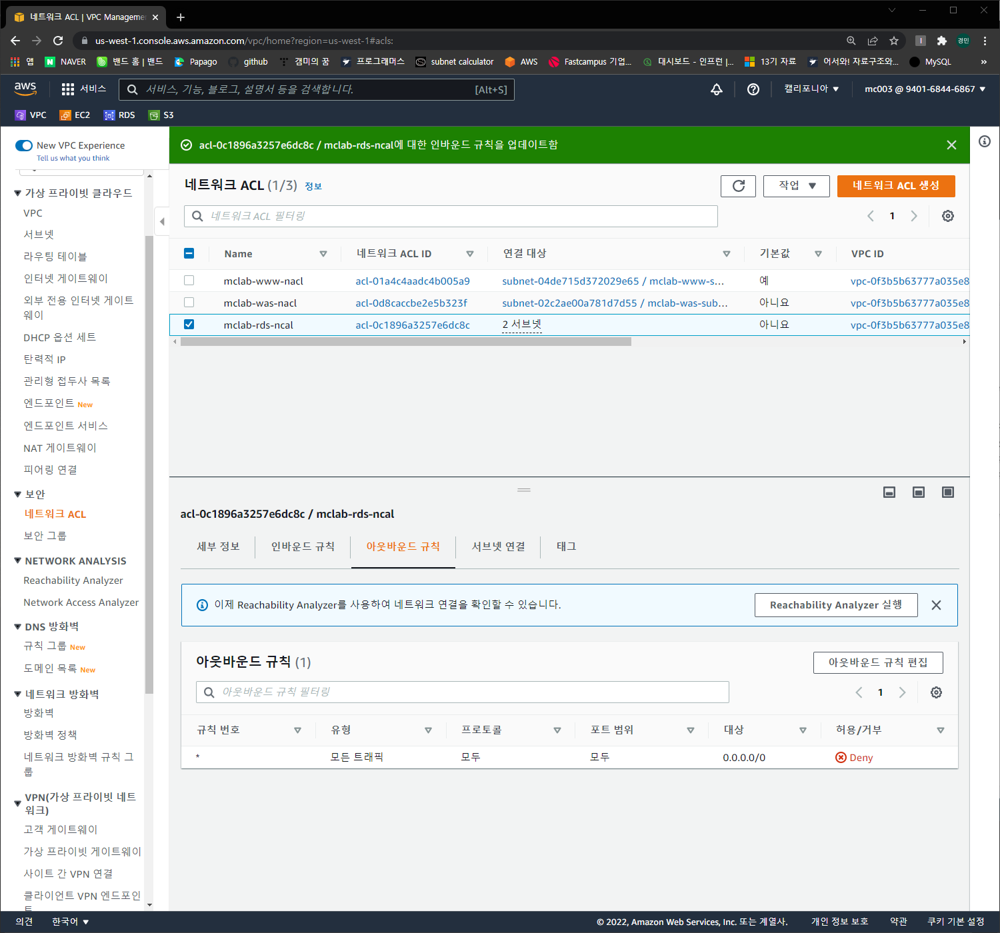 네트워크 ACL | VPC Manageme
us-west-1.console.aws.amazon.com/vpc/home?region=us-west-1#acls:
경민
앱 NAVER 밴드 홈 | 밴드 Papago github 캠미의 꿈 프로그래머스 subnet calculator AWS Fastcampus 기업... 대시보드 - 인프런 |... 13기 자료 어서와! 자료구조와... MySQL »
aws 서비스 서비스, 기능, 블로그, 설명서 등을 검색합니다. [Alt+S] 캘리포니아 ▼ mc003 @ 9401-6844-6867 ▼
VPC EC2 RDS S3
New VPC Experience
Tell us what you think
가상 프라이빗 클라우드
VPC
서브넷
라우팅 테이블
인터넷 게이트웨이
외부 전용 인터넷 게이트
웨이
DHCP 옵션 세트
탄력적 IP
관리형 접두사 목록
엔드포인트 New
엔드포인트 서비스
NAT 게이트웨이
피어링 연결
보안
네트워크 ACL
보안 그룹
NETWORK ANALYSIS
Reachability Analyzer
Network Access Analyzer
DNS 방화벽
규칙 그룹 New
도메인 목록 New
네트워크 방화벽
방화벽
방화벽 정책
네트워크 방화벽 규칙 그
룹
VPN(가상 프라이빗 네트
워크)
고객 게이트웨이
가상 프라이빗 게이트웨이
사이트 간 VPN 연결
클라이언트 VPN 엔드포인
트
acl-0c1896a3257e6dc8c / mclab-rds-ncal에 대한 인바운드 규칙을 업데이트함
네트워크 ACL (1/3) 정보
작업 ▼ 네트워크 ACL 생성
네트워크 ACL 필터링
1
Name 네트워크 ACL ID 연결 대상 기본값 VPC ID
mclab-www-nacl acl-01a4c4aadc4b005a9 subnet-04de715d372029e65 / mclab-www-s... 예 vpc-0f3b5b63777a035e8
mclab-was-nacl acl-0d8caccbe2e5b323f subnet-02c2ae00a781d7d55 / mclab-was-sub... 아니요 vpc-0f3b5b63777a035e8
mclab-rds-ncal acl-0c1896a3257e6dc8c 2 서브넷 아니요 vpc-0f3b5b63777a035e8
acl-0c1896a3257e6dc8c / mclab-rds-ncal
세부 정보 인바운드 규칙 아웃바운드 규칙 서브넷 연결 태그
이제 Reachability Analyzer를 사용하여 네트워크 연결을 확인할 수 있습니다.
Reachability Analyzer 실행
아웃바운드 규칙 (1)
아웃바운드 규칙 편집
아웃바운드 규칙 필터링
1
규칙 번호 유형 프로토콜 포트 범위 대상 허용/거부
* 모든 트래픽 모두 모두 0.0.0.0/0 Deny
의견 한국어 ▼
© 2022, Amazon Web Services, Inc. 또는 계열사. 개인 정보 보호 약관 쿠키 기본 설정